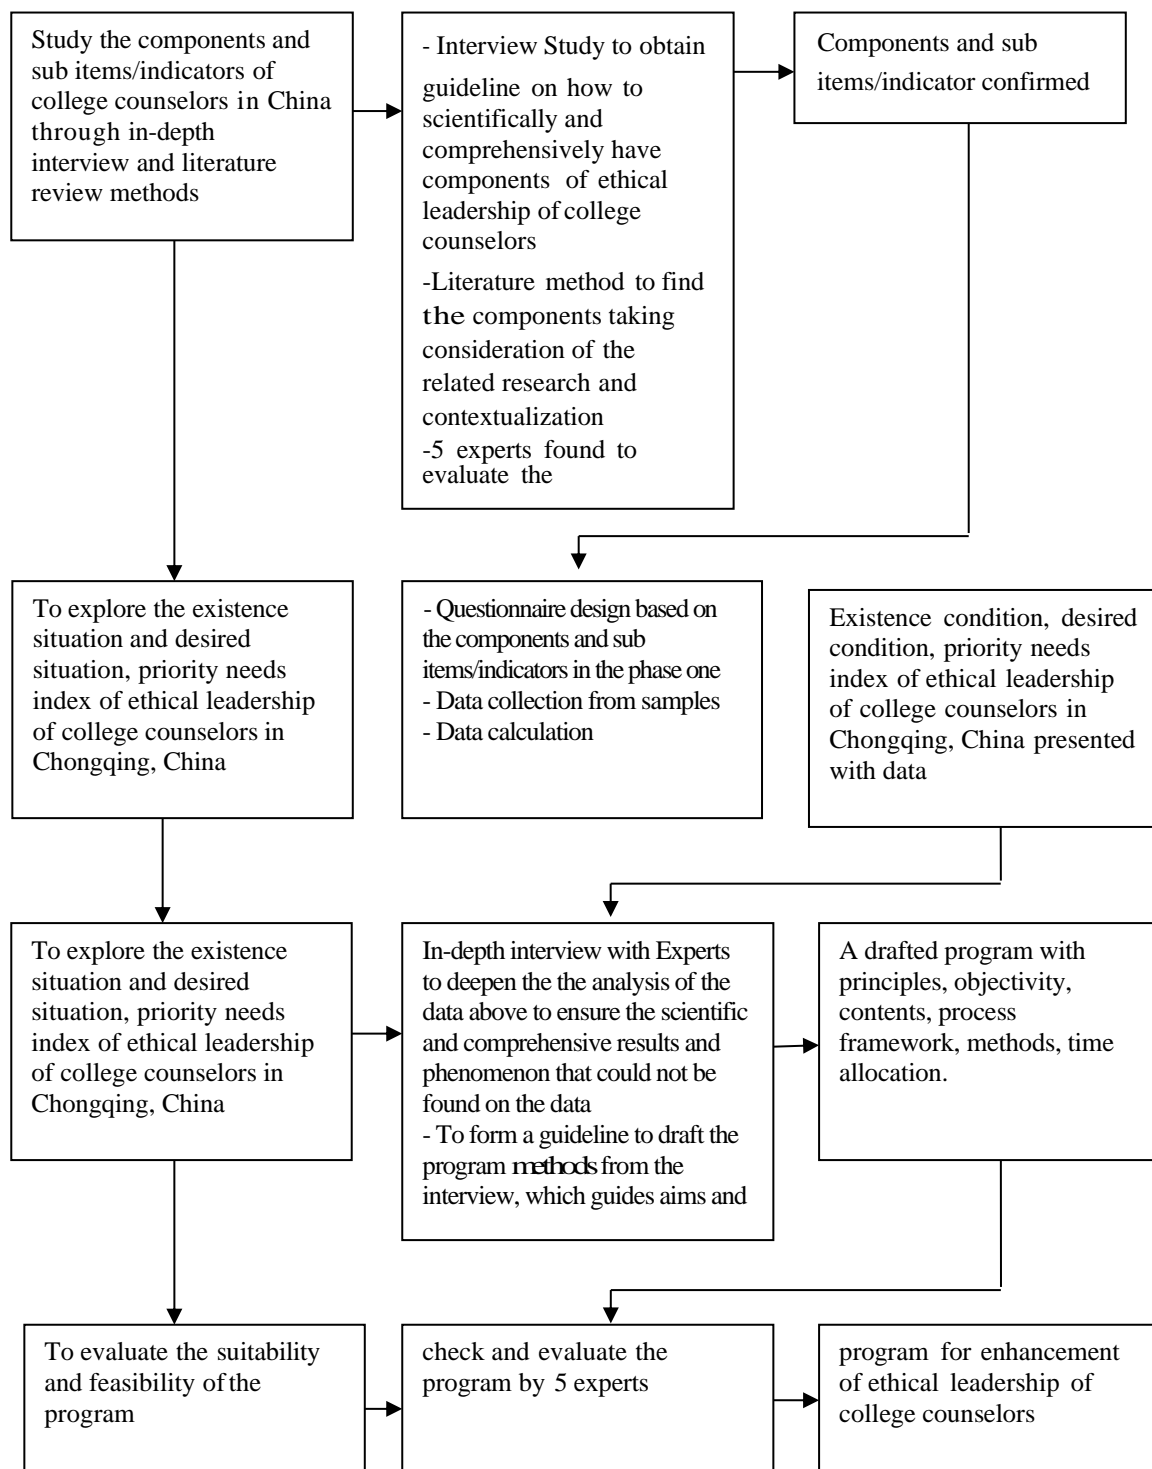 Study the components and
sub items/indicators of
college counselors in China
through in-depth
interview and literature
review methods
- Interview Study to obtain
guideline on how to
scientifically and
comprehensively have
components of ethical
leadership of college
counselors
-Literature method to find
the components taking
consideration of the
related research and
contextualization
-5 experts found to
evaluate the
Components and sub
items/indicator confirmed
To explore the existence
situation and desired
situation, priority needs
index of ethical leadership
of college counselors in
Chongqing, China
- Questionnaire design based on
the components and sub
items/indicators in the phase one
- Data collection from samples
- Data calculation
Existence condition, desired
condition, priority needs
index of ethical leadership
of college counselors in
Chongqing, China presented
with data
To explore the existence
situation and desired
situation, priority needs
index of ethical leadership
of college counselors in
Chongqing, China
In-depth interview with Experts
to deepen the the analysis of the
data above to ensure the scientific
and comprehensive results and
phenomenon that could not be
found on the data
- To form a guideline to draft the
program methods from the
interview, which guides aims and
A drafted program with
principles, objectivity,
contents, process
framework, methods, time
allocation.
To evaluate the suitability
and feasibility of the
program
check and evaluate the
program by 5 experts
program for enhancement
of ethical leadership of
college counselors